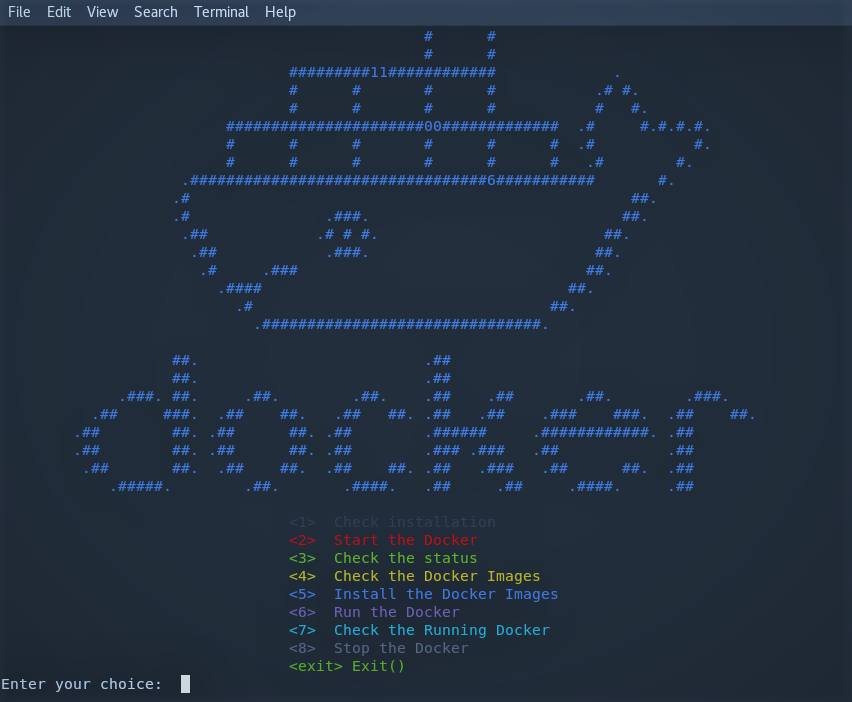 File Edit View Search Terminal Help
11
00
6
docker
<1> Check installation
<2> Start the Docker
<3> Check the status
<4> Check the Docker Images
<5> Install the Docker Images
<6> Run the Docker
<7> Check the Running Docker
<8> Stop the Docker
<exit> Exit()
Enter your choice: